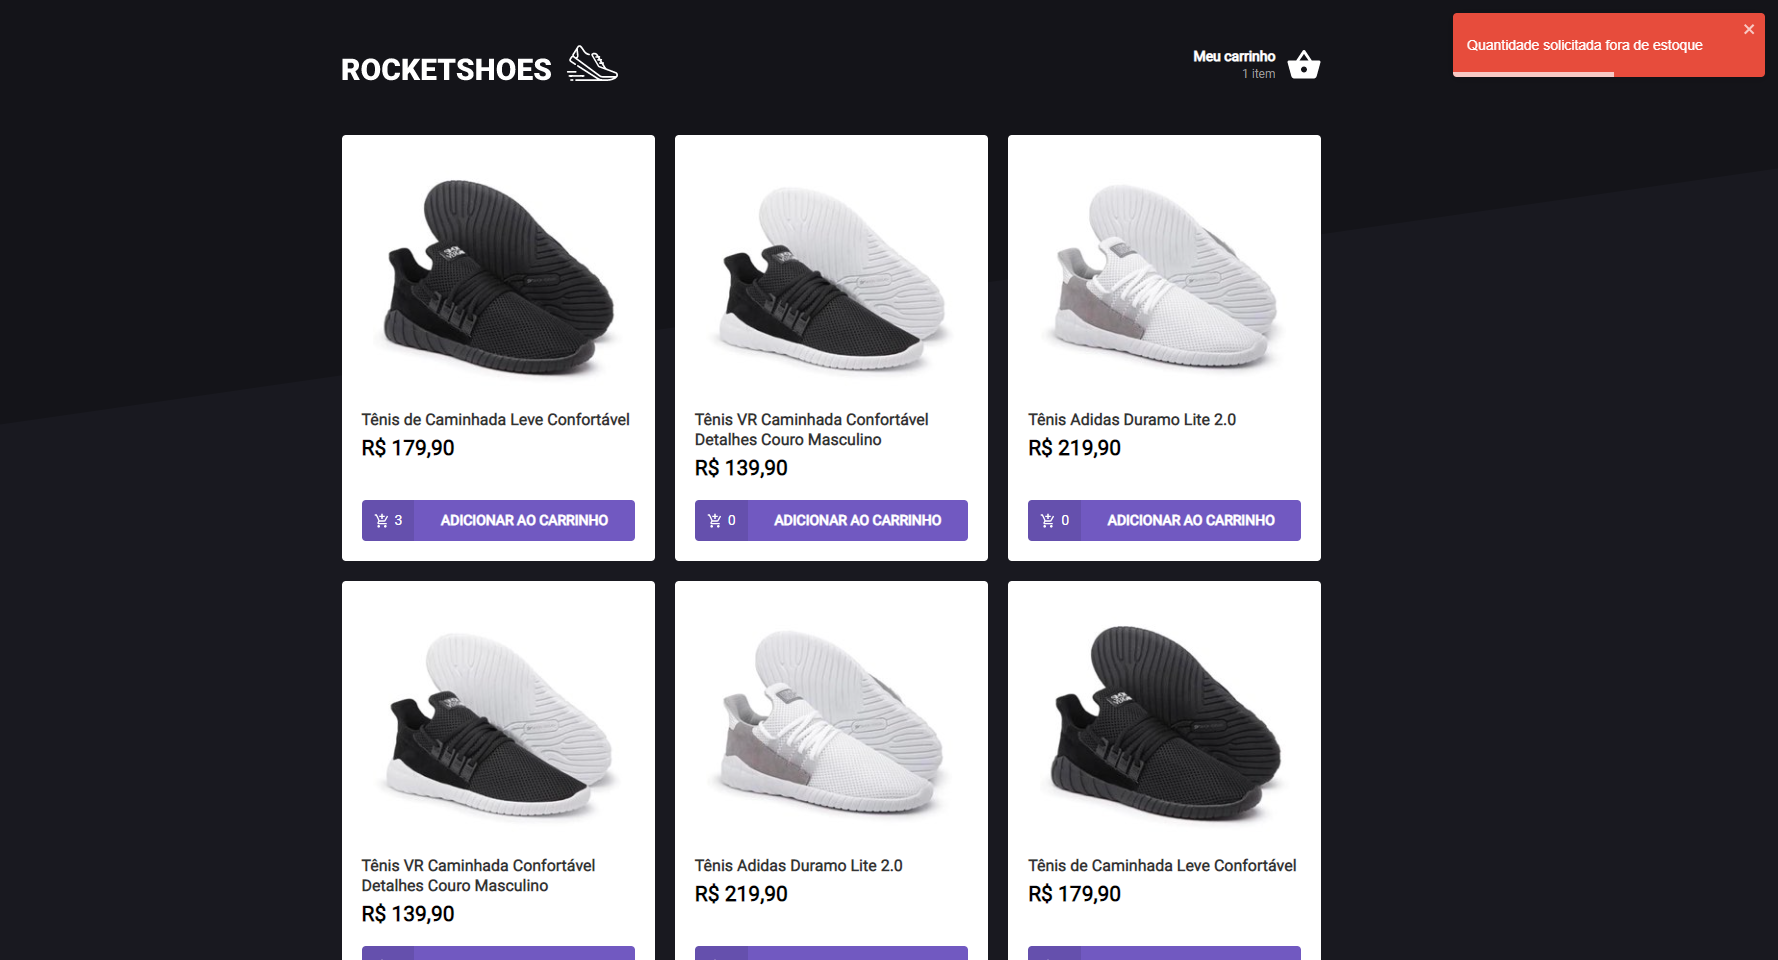 ROCKETSHOES
Meu carrinho
1 item
Quantidade solicitada fora de estoque
Tênis de Caminhada Leve Confortável
R$ 179,90
3 ADICIONAR AO CARRINHO
Tênis VR Caminhada Confortável
Detalhes Couro Masculino
R$ 139,90
0 ADICIONAR AO CARRINHO
Tênis Adidas Duramo Lite 2.0
R$ 219,90
0 ADICIONAR AO CARRINHO
Tênis VR Caminhada Confortável
Detalhes Couro Masculino
R$ 139,90
Tênis Adidas Duramo Lite 2.0
R$ 219,90
Tênis de Caminhada Leve Confortável
R$ 179,90